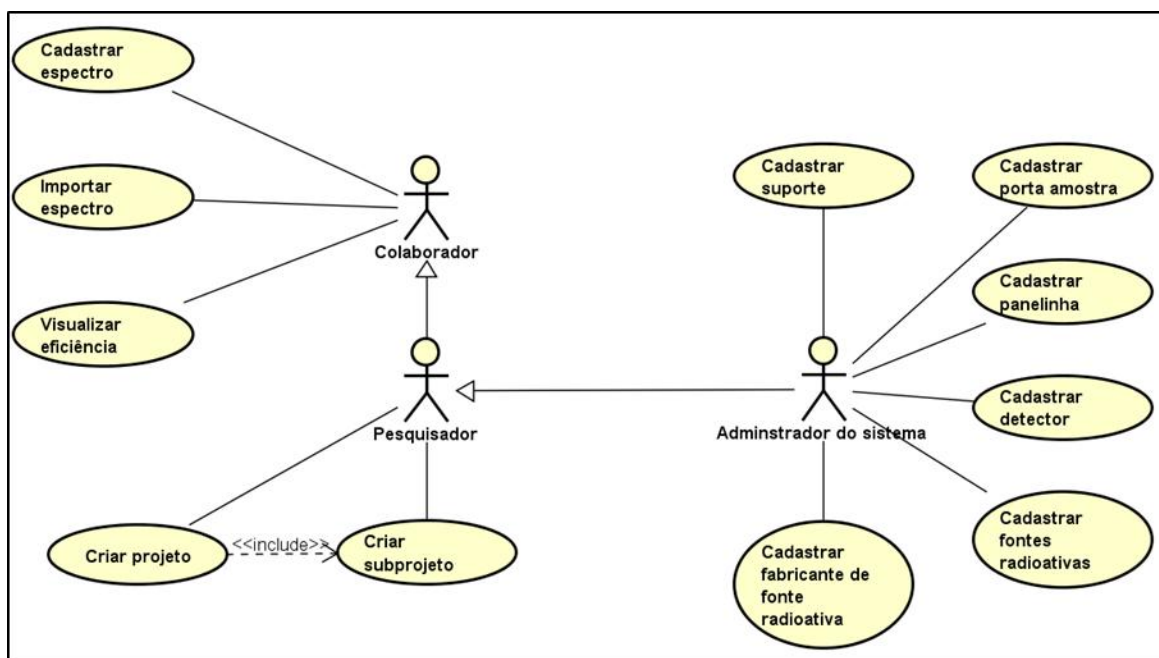 Cadastrar
espectro
Importar
espectro
Visualizar
eficiência
Colaborador
Pesquisador
Criar projeto
<<include>>
Criar
subprojeto
Cadastrar
suporte
Cadastrar
porta amostra
Cadastrar
panelinha
Cadastrar
detector
Adminstrador do sistema
Cadastrar
fontes
radioativas
Cadastrar
fabricante de
fonte
radioativa